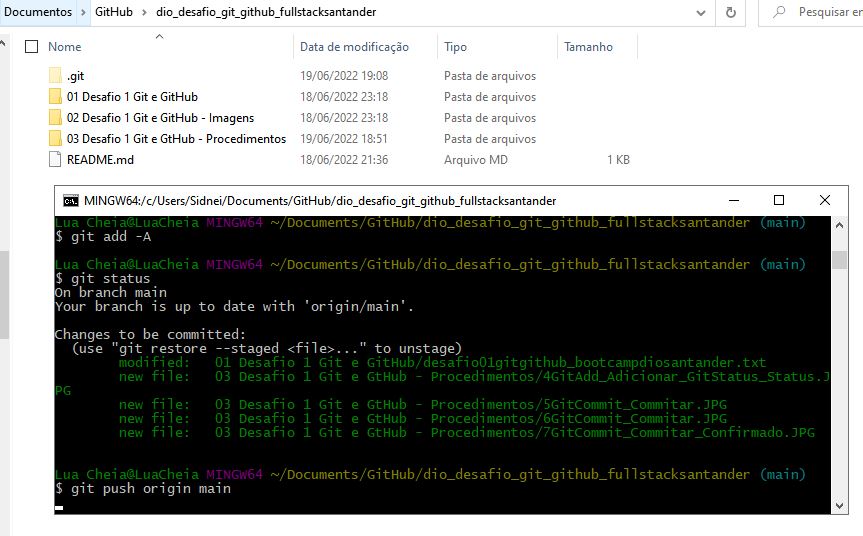 Documentos > GitHub > dio_desafio_git_github_fullstacksantander
Pesquisar em
Nome Data de modificação Tipo Tamanho
.git 19/06/2022 19:08 Pasta de arquivos
01 Desafio 1 Git e GitHub 18/06/2022 23:18 Pasta de arquivos
02 Desafio 1 Git e GitHub - Imagens 18/06/2022 23:18 Pasta de arquivos
03 Desafio 1 Git e GtHub - Procedimentos 19/06/2022 18:51 Pasta de arquivos
README.md 18/06/2022 21:36 Arquivo MD 1 KB
MINGW64:/c/Users/Sidnei/Documents/GitHub/dio_desafio_git_github_fullstacksantander
Lua Cheia@LuaCheia MINGW64 ~/Documents/GitHub/dio_desafio_git_github_fullstacksantander (main)
$ git add -A
Lua Cheia@LuaCheia MINGW64 ~/Documents/GitHub/dio_desafio_git_github_fullstacksantander (main)
$ git status
On branch main
Your branch is up to date with 'origin/main'.
Changes to be committed:
(use "git restore --staged <file>..." to unstage)
modified: 01 Desafio 1 Git e GitHub/desafio01gitgithub_bootcampdiosantander.txt
new file: 03 Desafio 1 Git e GtHub - Procedimentos/4GitAdd_Adicionar_GitStatus_Status.J
PG
new file: 03 Desafio 1 Git e GtHub - Procedimentos/5GitCommit_Commitar.JPG
new file: 03 Desafio 1 Git e GtHub - Procedimentos/6GitCommit_Commitar.JPG
new file: 03 Desafio 1 Git e GtHub - Procedimentos/7GitCommit_Commitar_Confirmado.JPG
Lua Cheia@LuaCheia MINGW64 ~/Documents/GitHub/dio_desafio_git_github_fullstacksantander (main)
$ git push origin main